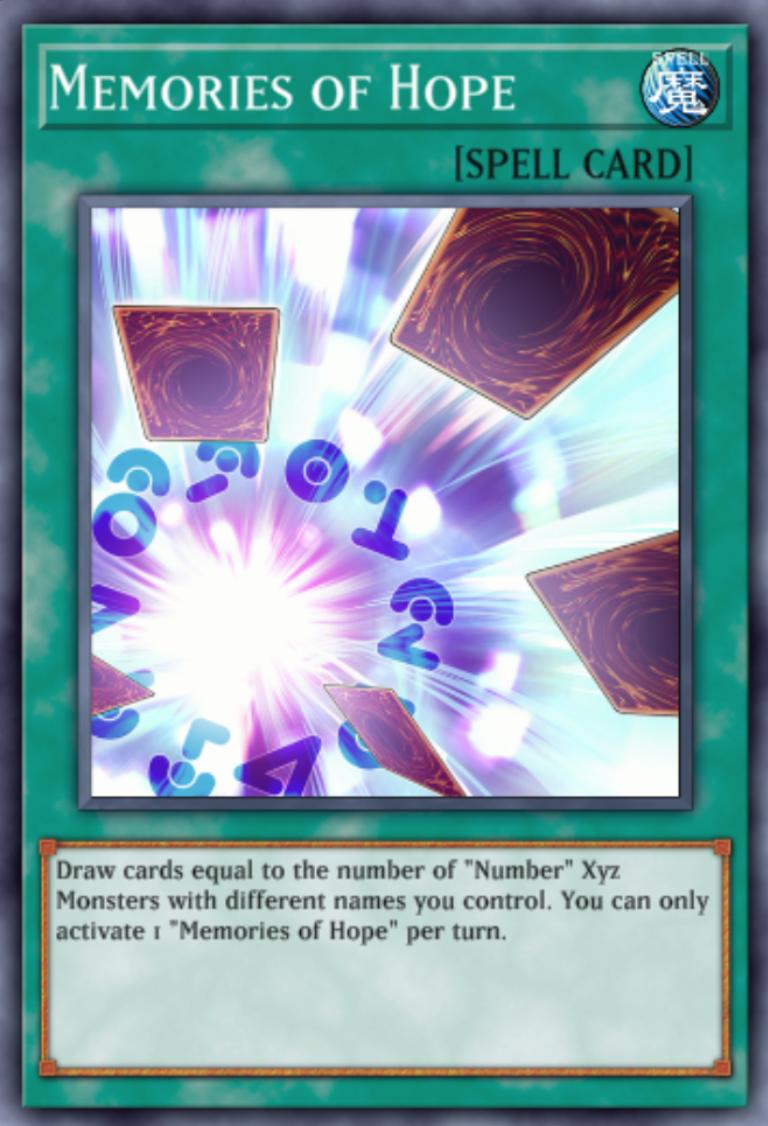 Memories of Hope
SPELL
魔
[SPELL CARD]
Draw cards equal to the number of "Number" Xyz
Monsters with different names you control. You can only
activate 1 "Memories of Hope" per turn.